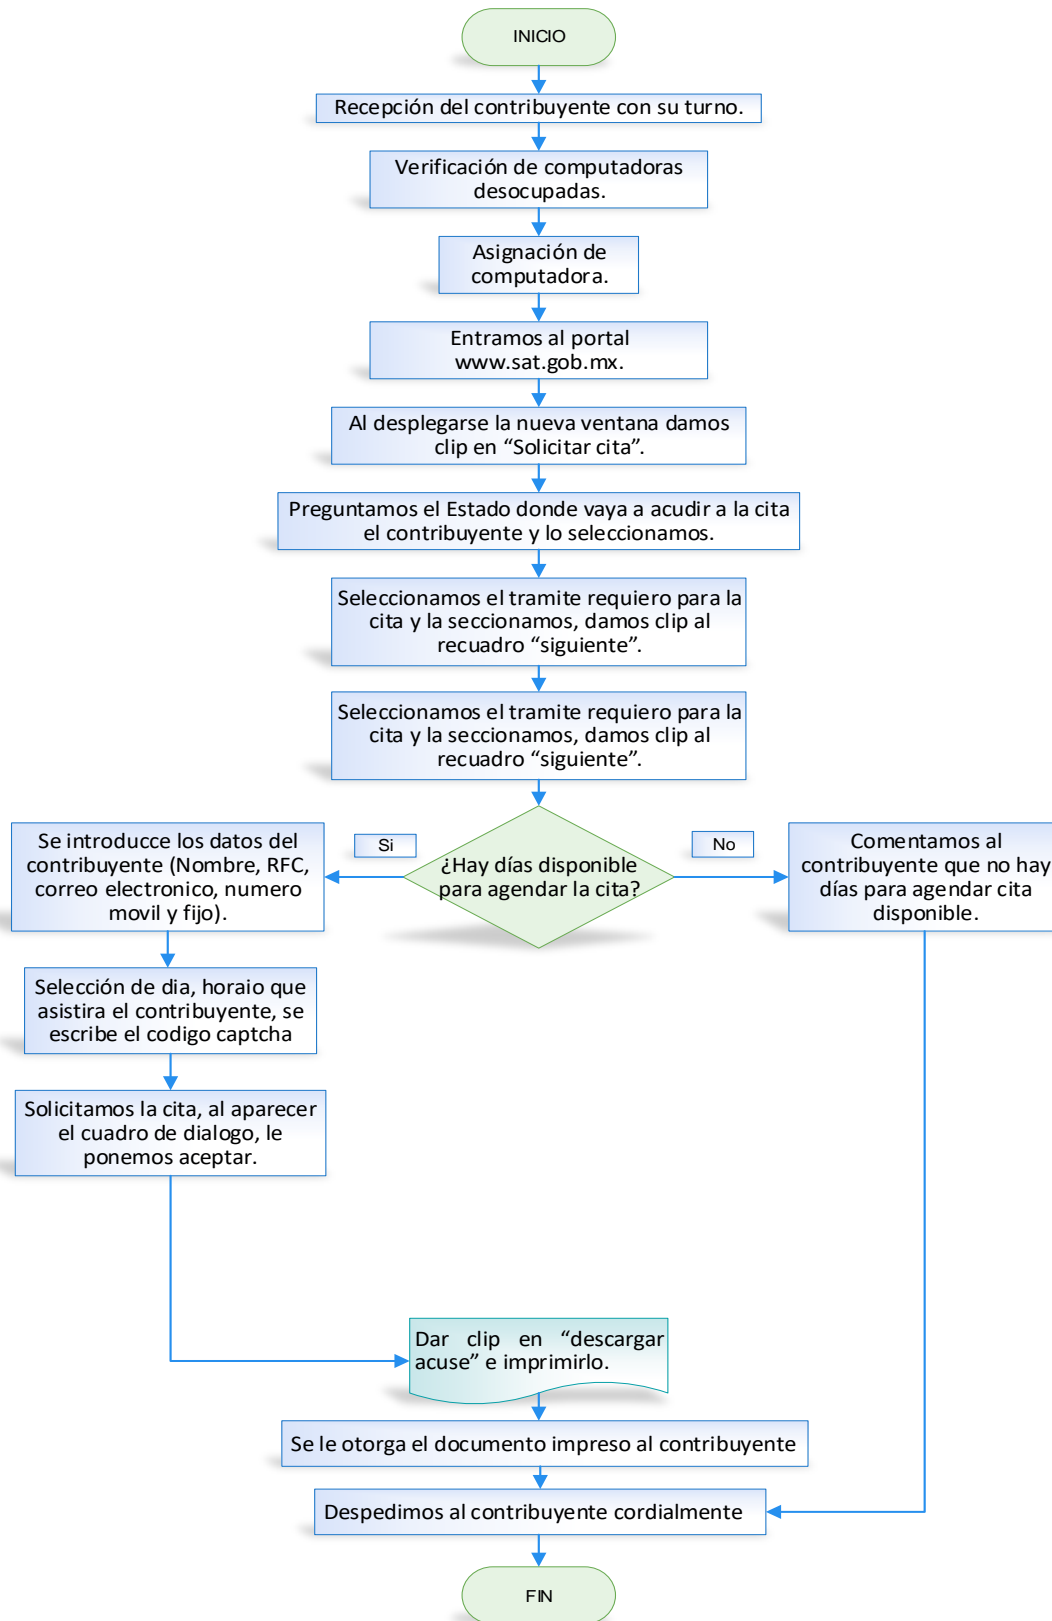 INICIO
Recepción del contribuyente con su turno.
Verificación de computadoras
desocupadas.
Asignación de
computadora.
Entramos al portal
www.sat.gob.mx.
Al desplegarse la nueva ventana damos
clip en “Solicitar cita”.
Preguntamos el Estado donde vaya a acudir a la cita
el contribuyente y lo seleccionamos.
Seleccionamos el tramite requiero para la
cita y la seccionamos, damos clip al
recuadro “siguiente”.
Seleccionamos el tramite requiero para la
cita y la seccionamos, damos clip al
recuadro “siguiente”.
¿Hay días disponible
para agendar la cita?
Si
No
Se introducce los datos del
contribuyente (Nombre, RFC,
correo electronico, numero
movil y fijo).
Comentamos al
contribuyente que no hay
días para agendar cita
disponible.
Selección de dia, horaio que
asistira el contribuyente, se
escribe el codigo captcha
Solicitamos la cita, al aparecer
el cuadro de dialogo, le
ponemos aceptar.
Dar clip en “descargar
acuse” e imprimirlo.
Se le otorga el documento impreso al contribuyente
Despedimos al contribuyente cordialmente
FIN